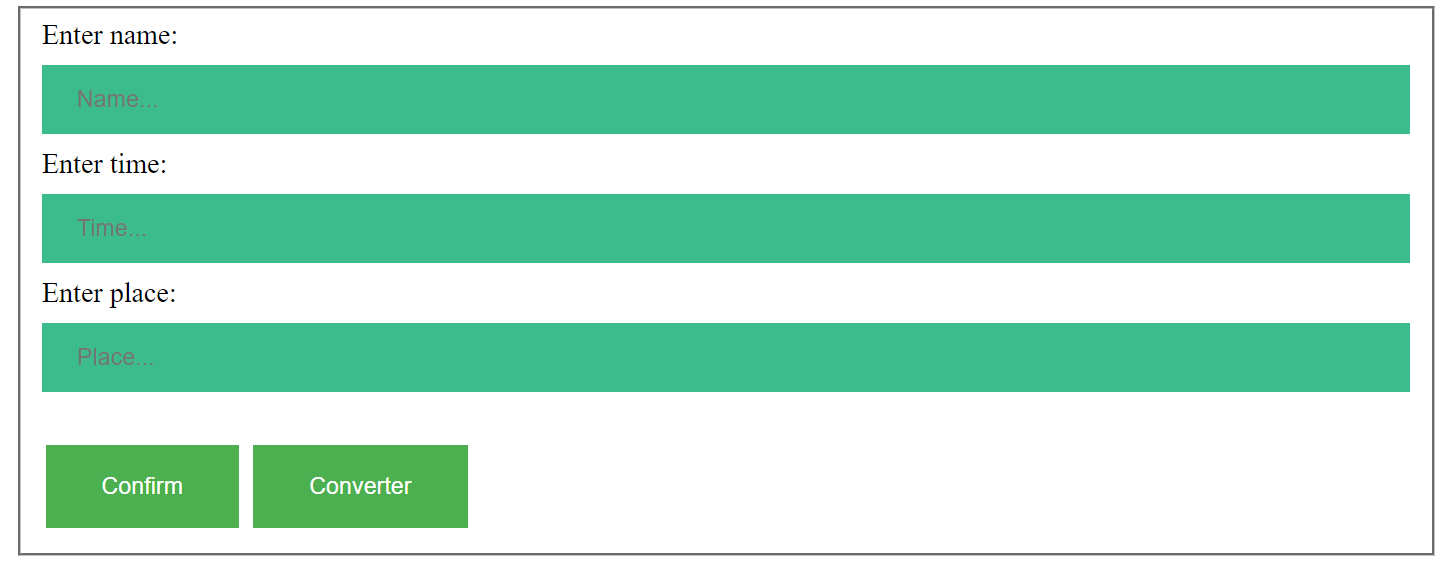 Enter name:
Name...
Enter time:
Time...
Enter place:
Place...
Confirm Converter